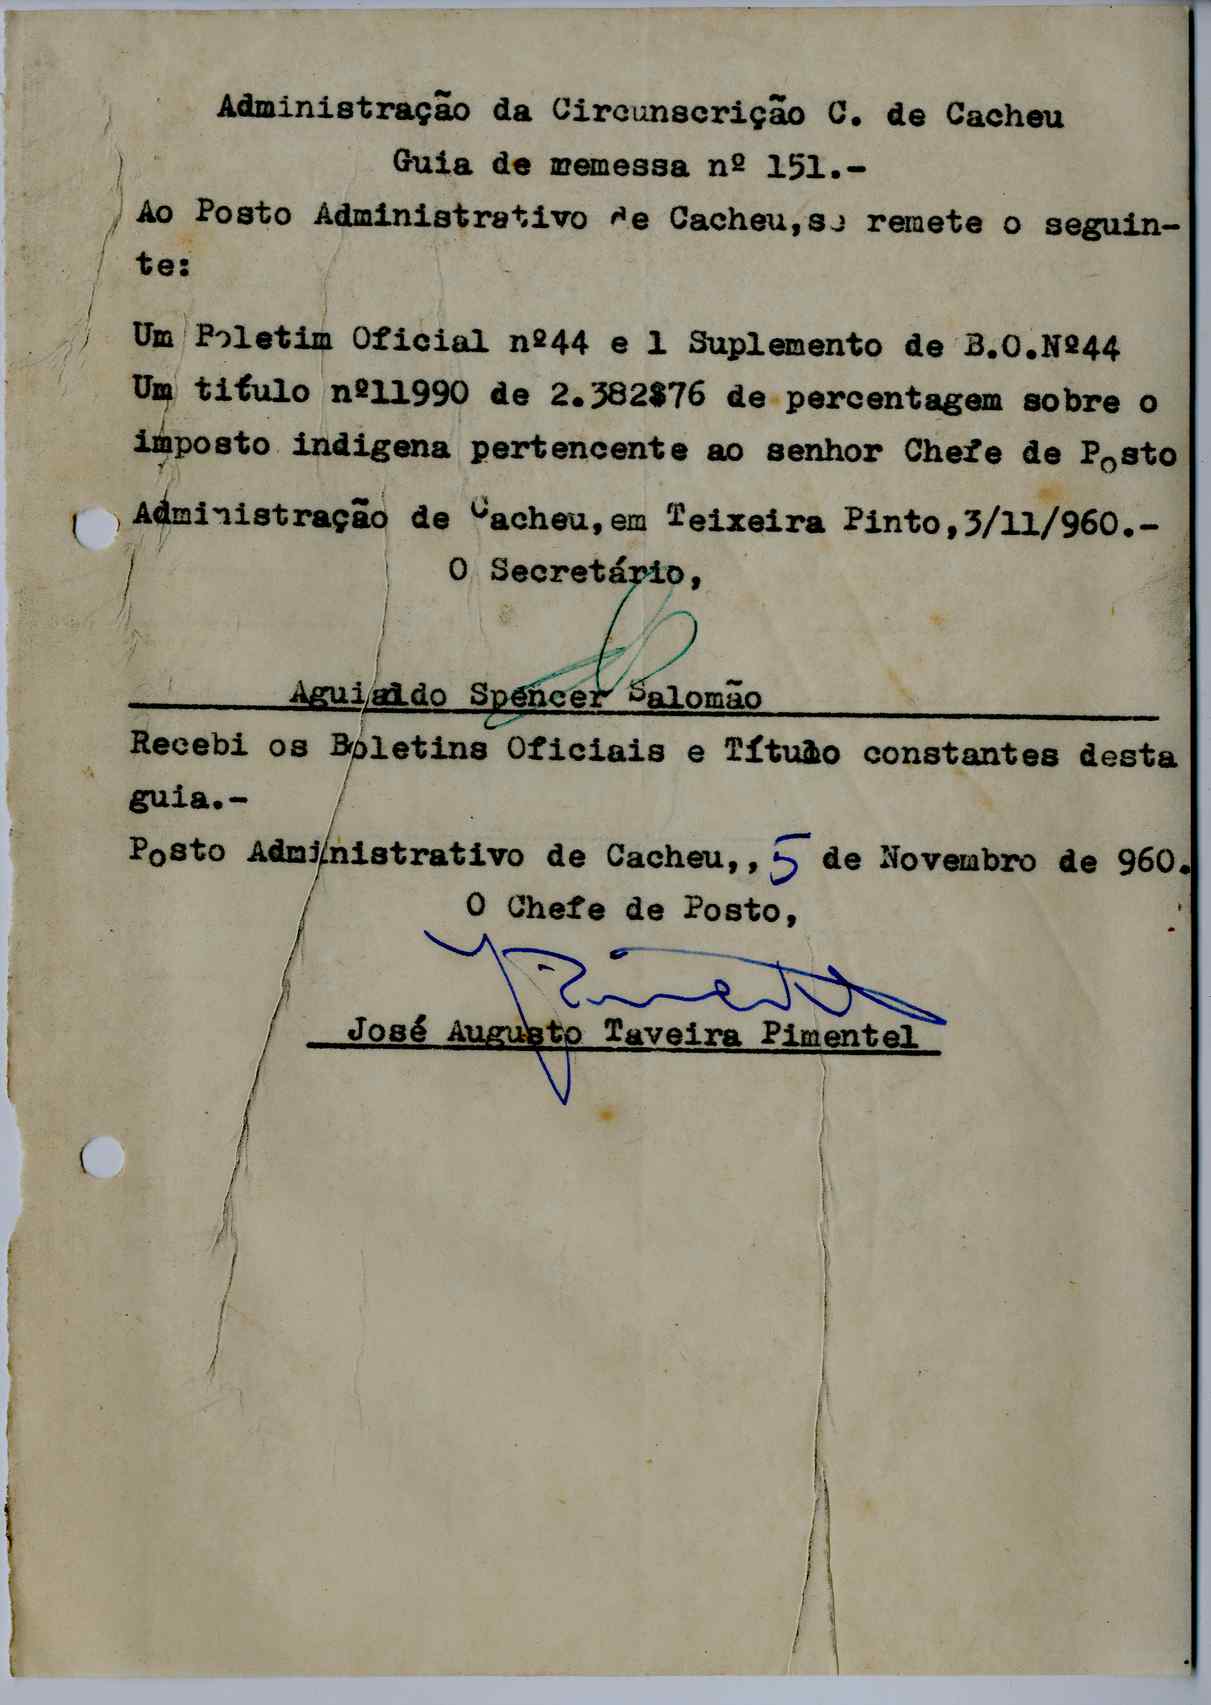 Administração da Circunscrição C. de Cacheu
Guia de remessa nº 151.-
Ao Posto Administrativo de Cacheu,se remete o seguin-
te:
Um Boletim Oficial nº44 e 1 Suplemento de B.O.Nº44
Um titulo nº11990 de 2.382$76 de percentagem sobre o
imposto indigena pertencente ao senhor Chefe de Posto
Administração de Cacheu,em Teixeira Pinto,3/11/960.-
O Secretário,
Aguinaldo Spencer Salomão
Recebi os Boletins Oficiais e Título constantes desta
guia.-
Posto Administrativo de Cacheu,,5 de Novembro de 960.
O Chefe de Posto,
Pimentel
José Augusto Taveira Pimentel